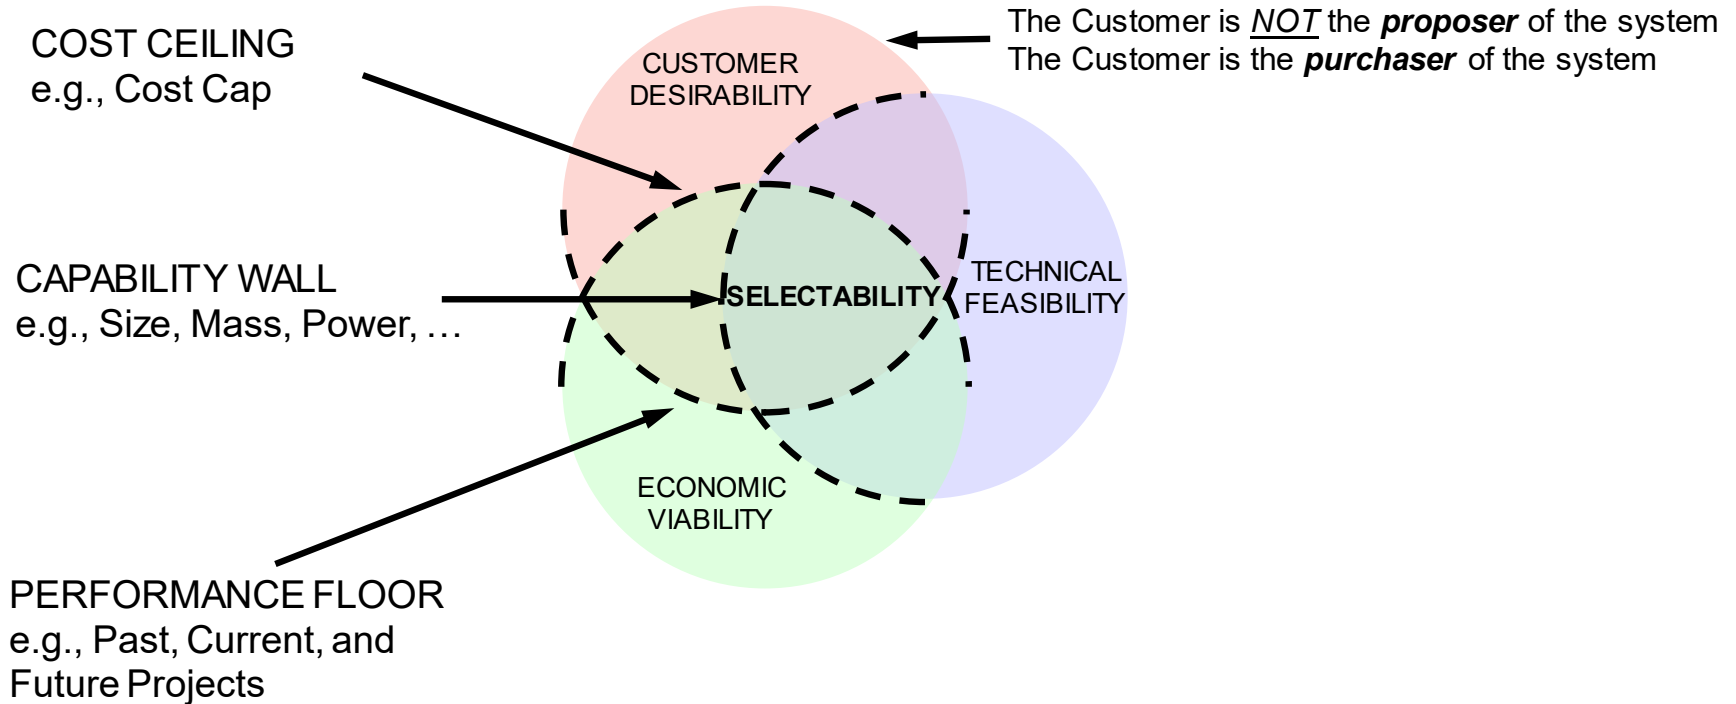 The Customer is NOT the proposer of the system
The Customer is the purchaser of the system
COST CEILING
e.g., Cost Cap
CUSTOMER
DESIRABILITY
CAPABILITY WALL
e.g., Size, Mass, Power, …
SELECTABILITY
TECHNICAL
FEASIBILITY
ECONOMIC
VIABILITY
PERFORMANCE FLOOR
e.g., Past, Current, and
Future Projects